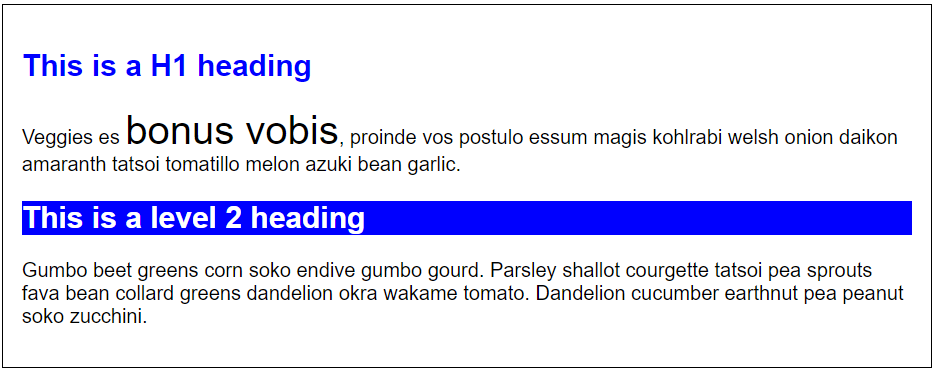 This is a H1 heading
Veggies es bonus vobis, proinde vos postulo essum magis kohlrabi welsh onion daikon
amaranth tatsoi tomatillo melon azuki bean garlic.
This is a level 2 heading
Gumbo beet greens corn soko endive gumbo gourd. Parsley shallot courgette tatsoi pea sprouts
fava bean collard greens dandelion okra wakame tomato. Dandelion cucumber earthnut pea peanut
soko zucchini.